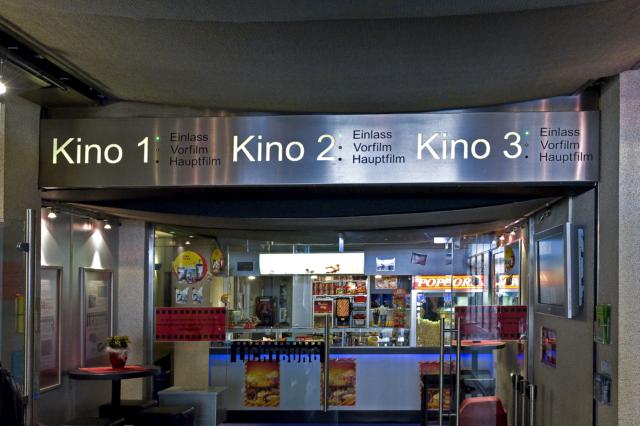 Kino 1 Einlass
Vorfilm
Hauptfilm
Kino 2 Einlass
Vorfilm
Hauptfilm
Kino 3 Einlass
Vorfilm
Hauptfilm
POPCORN
LICHTBURG